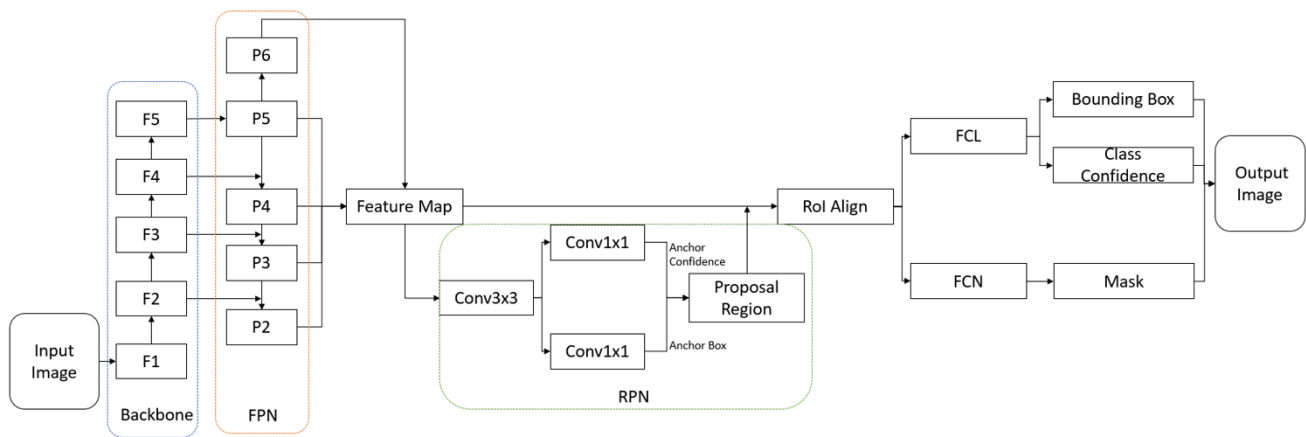 Input
Image
F5
F4
F3
F2
F1
Backbone
P6
P5
P4
P3
P2
FPN
Feature Map
Conv3x3
Conv1x1
Conv1x1
Anchor
Confidence
Anchor Box
Proposal
Region
RPN
RoI Align
FCL
FCN
Bounding Box
Class
Confidence
Mask
Output
Image